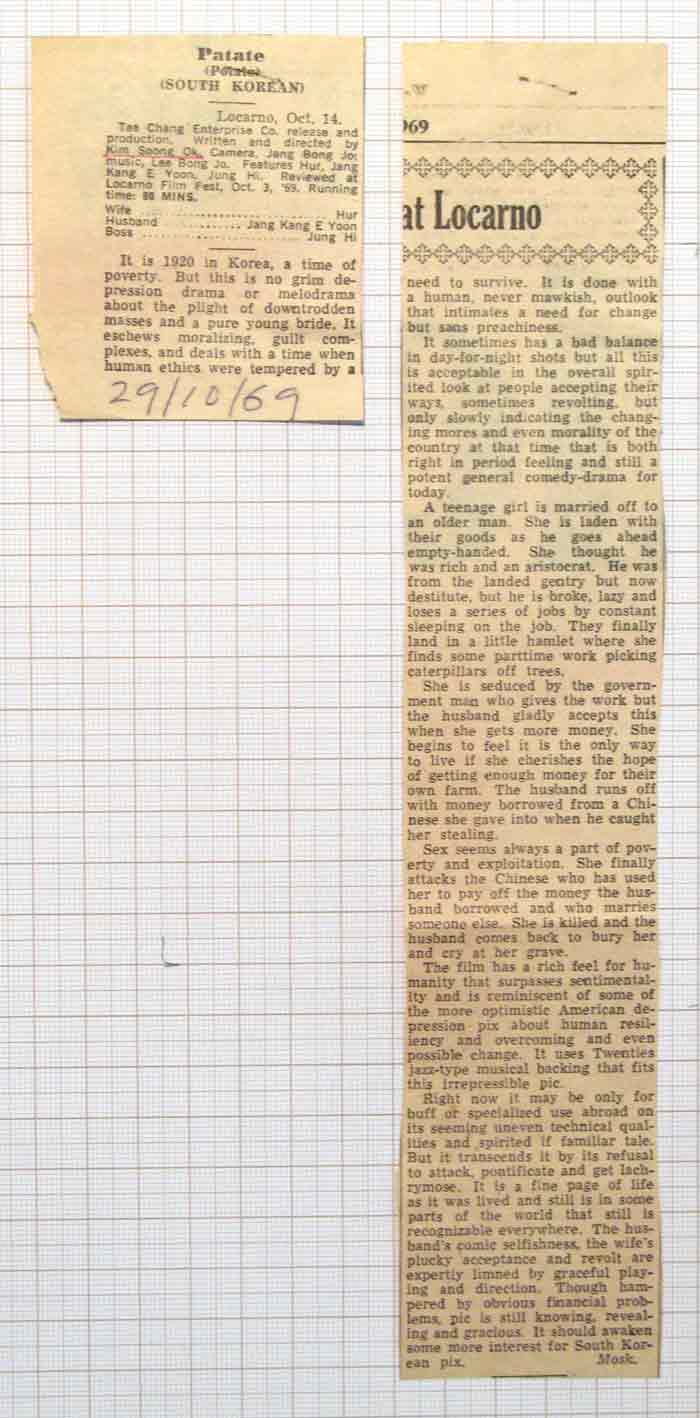 Patate
(Potato)
(SOUTH KOREAN)
Locarno, Oct. 14.
Tae Chang Enterprise Co. release and
production. Written and directed by
Kim Soong Ok. Camera, Jang Bong Jo;
music, Lee Bong Jo. Features Hur, Jang
Kang E Yoon, Jung Hi. Reviewed at
Locarno Film Fest, Oct. 3, '69. Running
time: 80 MINS.
Wife .............................. Hur
Husband ........... Jang Kang E Yoon
Boss ........................... Jung Hi
It is 1920 in Korea, a time of
poverty. But this is no grim de-
pression drama or melodrama
about the plight of downtrodden
masses and a pure young bride. It
eschews moralizing, guilt com-
plexes, and deals with a time when
human ethics were tempered by a
29/10/69
969
at Locarno
need to survive. It is done with
a human, never mawkish, outlook
that intimates a need for change
but sans preachiness.
It sometimes has a bad balance
in day-for-night shots but all this
is acceptable in the overall spir-
ited look at people accepting their
ways, sometimes revolting, but
only slowly indicating the chang-
ing mores and even morality of the
country at that time that is both
right in period feeling and still a
potent general comedy-drama for
today.
A teenage girl is married off to
an older man. She is laden with
their goods as he goes ahead
empty-handed. She thought he
was rich and an aristocrat. He was
from the landed gentry but now
destitute, but he is broke, lazy and
loses a series of jobs by constant
sleeping on the job. They finally
land in a little hamlet where she
finds some parttime work picking
caterpillars off trees.
She is seduced by the govern-
ment man who gives the work but
the husband gladly accepts this
when she gets more money. She
begins to feel it is the only way
to live if she cherishes the hope
of getting enough money for their
own farm. The husband runs off
with money borrowed from a Chi-
nese she gave into when he caught
her stealing.
Sex seems always a part of pov-
erty and exploitation. She finally
attacks the Chinese who has used
her to pay off the money the hus-
band borrowed and who marries
someone else. She is killed and the
husband comes back to bury her
and cry at her grave.
The film has a rich feel for hu-
manity that surpasses sentimental-
ity and is reminiscent of some of
the more optimistic American de-
pression pix about human resil-
iency and overcoming and even
possible change. It uses Twenties
jazz-type musical backing that fits
this irrepressible pic.
Right now it may be only for
buff or specialized use abroad on
its seeming uneven technical qual-
ities and spirited if familiar tale.
But it transcends it by its refusal
to attack, pontificate and get lach-
rymose. It is a fine page of life
as it was lived and still is in some
parts of the world that still is
recognizable everywhere. The hus-
band's comic selfishness, the wife's
plucky acceptance and revolt are
expertly limned by graceful play-
ing and direction. Though ham-
pered by obvious financial prob-
lems, pic is still knowing, reveal-
ing and gracious. It should awaken
some more interest for South Kor-
ean pix. Mosk.